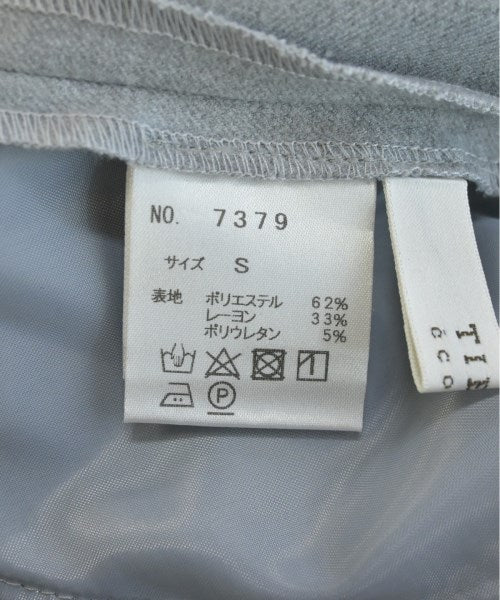 NO. 7379
サイズ S
表地 ポリエステル 62%
レーヨン 33%
ポリウレタン 5%
P